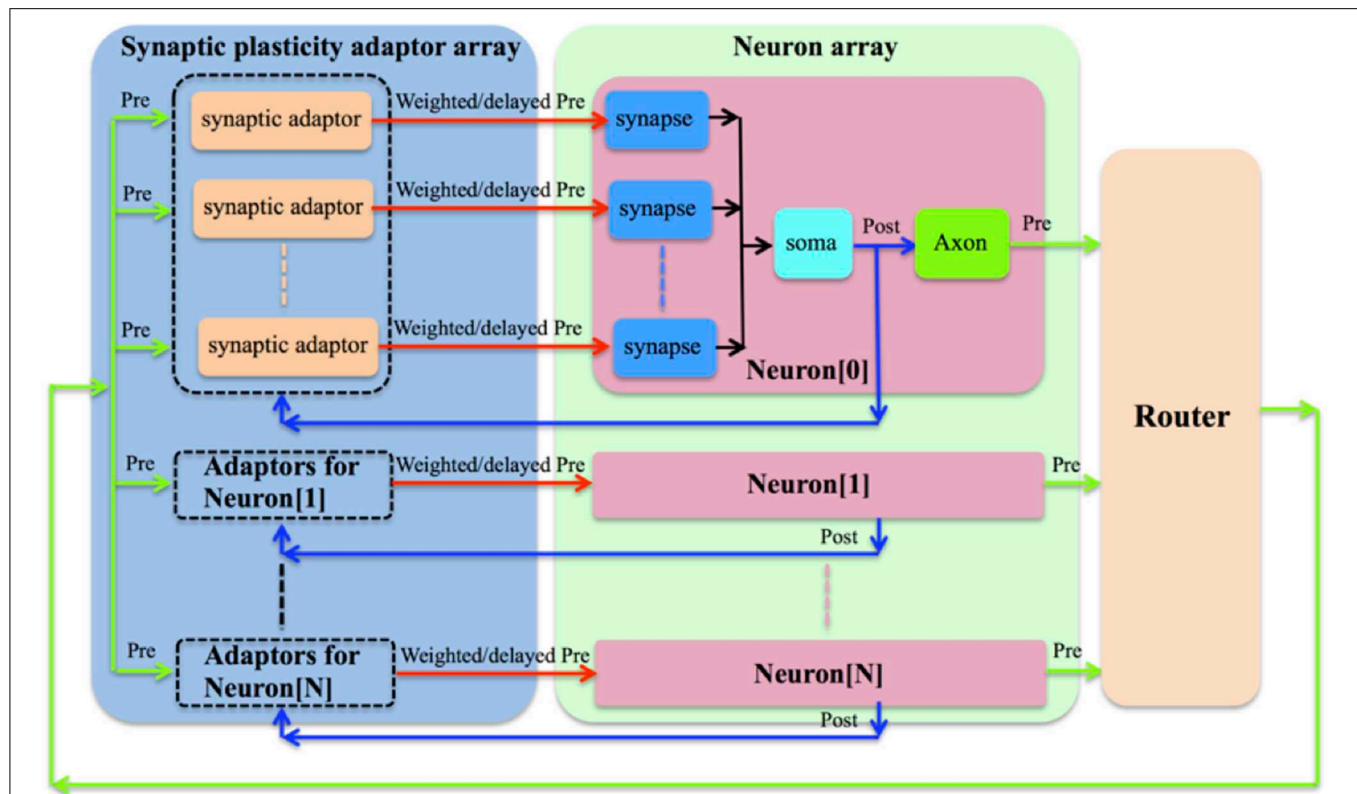 Synaptic plasticity adaptor array
Neuron array
Pre
synaptic adaptor
Weighted/delayed Pre
synapse
Pre
synaptic adaptor
Weighted/delayed Pre
synapse
soma
Post
Axon
Pre
Pre
synaptic adaptor
Weighted/delayed Pre
synapse
Neuron[0]
Router
Pre
Adaptors for
Neuron[1]
Weighted/delayed Pre
Neuron[1]
Pre
Post
Pre
Adaptors for
Neuron[N]
Weighted/delayed Pre
Neuron[N]
Pre
Post